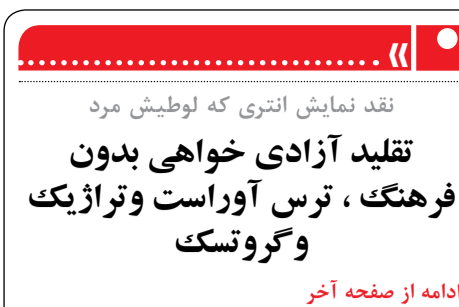 نقد نمایش انتری که لوطیش مرد
تقلید آزادی خواهی بدون
فرهنگ ، ترس آوراست وتراژیک
وگروتسک
ادامه از صفحه آخر